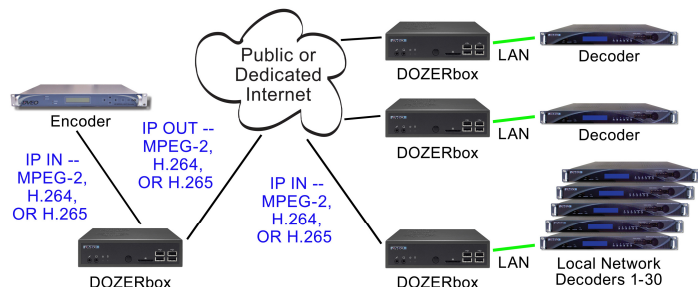 Encoder
IP IN --
MPEG-2,
H.264,
OR H.265
DOZERbox
IP OUT --
MPEG-2,
H.264,
OR H.265
Public or
Dedicated
Internet
IP IN --
MPEG-2,
H.264,
OR H.265
DOZERbox
LAN
Decoder
DOZERbox
LAN
Decoder
DOZERbox
LAN
Local Network
Decoders 1-30